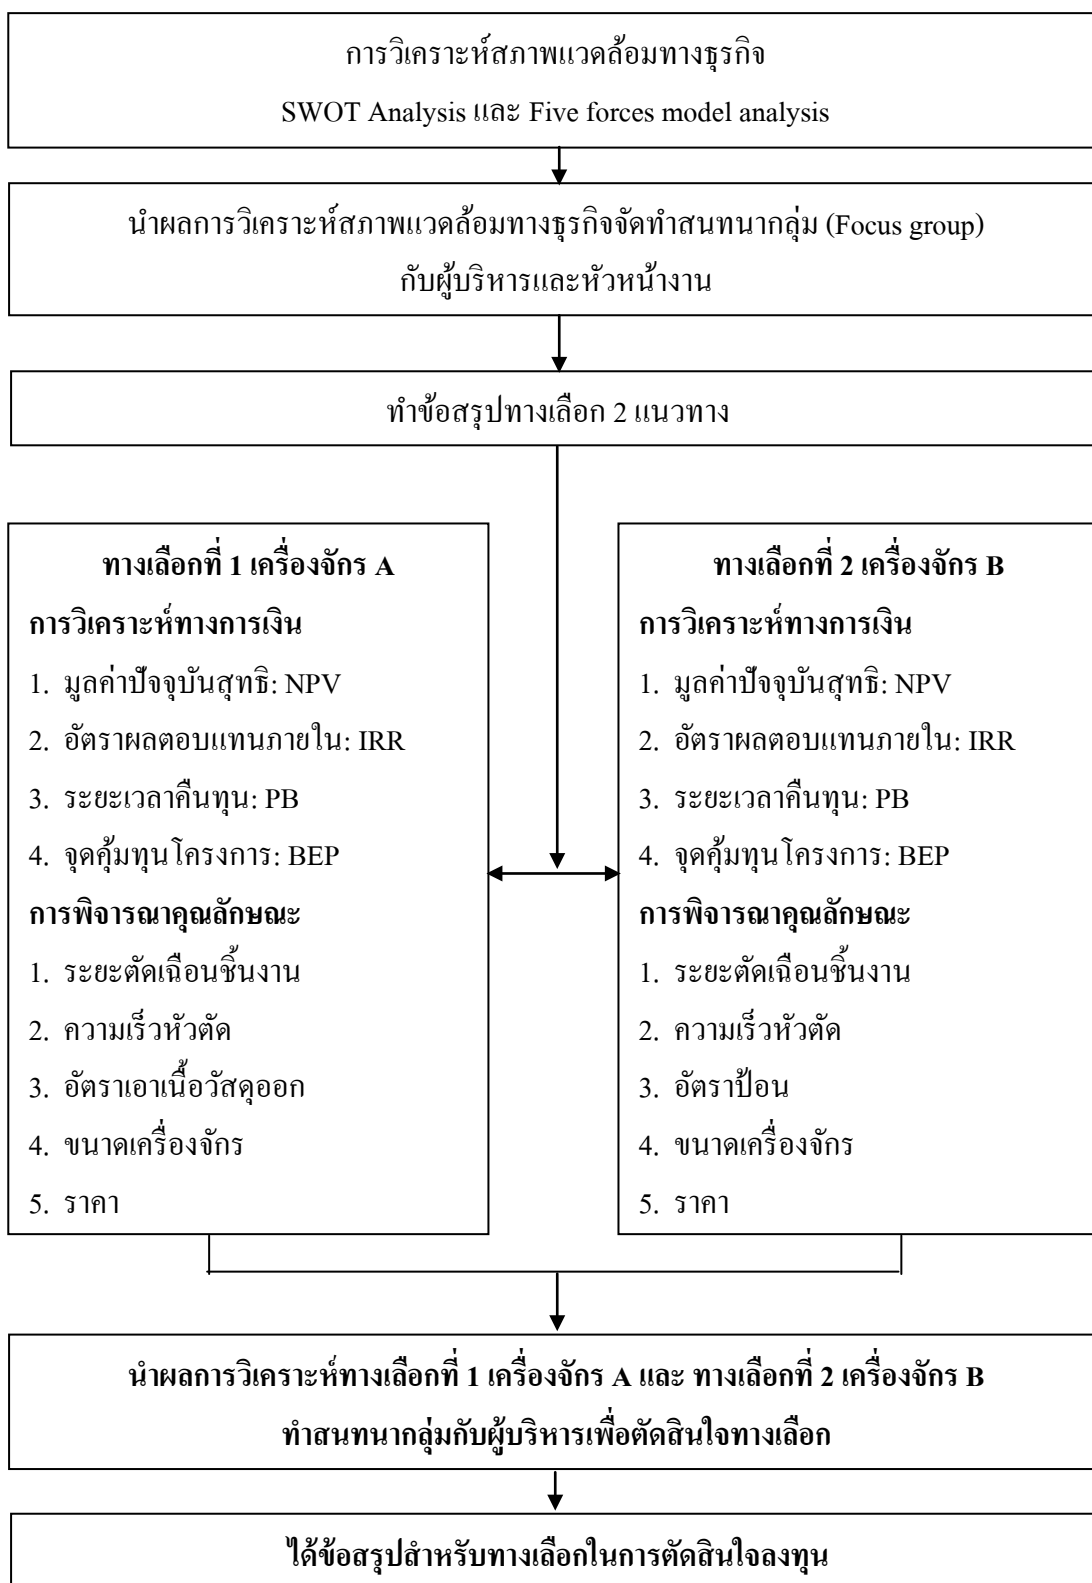 การวิเคราะห์สภาพแวดล้อมทางธุรกิจ
SWOT Analysis และ Five forces model analysis
นำผลการวิเคราะห์สภาพแวดล้อมทางธุรกิจจัดทำสนทนากลุ่ม (Focus group)
กับผู้บริหารและหัวหน้างาน
ทำข้อสรุปทางเลือก 2 แนวทาง
ทางเลือกที่ 1 เครื่องจักร A
การวิเคราะห์ทางการเงิน
1. มูลค่าปัจจุบันสุทธิ: NPV
2. อัตราผลตอบแทนภายใน: IRR
3. ระยะเวลาคืนทุน: PB
4. จุดคุ้มทุนโครงการ: BEP
การพิจารณาคุณลักษณะ
1. ระยะตัดเฉือนชิ้นงาน
2. ความเร็วหัวตัด
3. อัตราเอาเนื้อวัสดุออก
4. ขนาดเครื่องจักร
5. ราคา
ทางเลือกที่ 2 เครื่องจักร B
การวิเคราะห์ทางการเงิน
1. มูลค่าปัจจุบันสุทธิ: NPV
2. อัตราผลตอบแทนภายใน: IRR
3. ระยะเวลาคืนทุน: PB
4. จุดคุ้มทุนโครงการ: BEP
การพิจารณาคุณลักษณะ
1. ระยะตัดเฉือนชิ้นงาน
2. ความเร็วหัวตัด
3. อัตราป้อน
4. ขนาดเครื่องจักร
5. ราคา
นำผลการวิเคราะห์ทางเลือกที่ 1 เครื่องจักร A และ ทางเลือกที่ 2 เครื่องจักร B
ทำสนทนากลุ่มกับผู้บริหารเพื่อตัดสินใจทางเลือก
ได้ข้อสรุปสำหรับทางเลือกในการตัดสินใจลงทุน